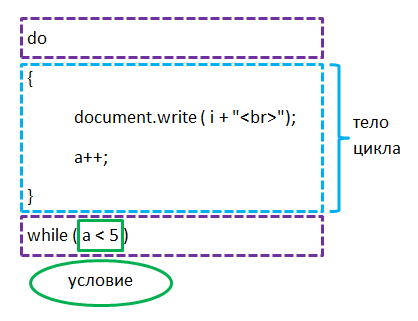 do
{
document.write ( i + "<br>");
a++;
}
тело
цикла
while ( a < 5 )
условие